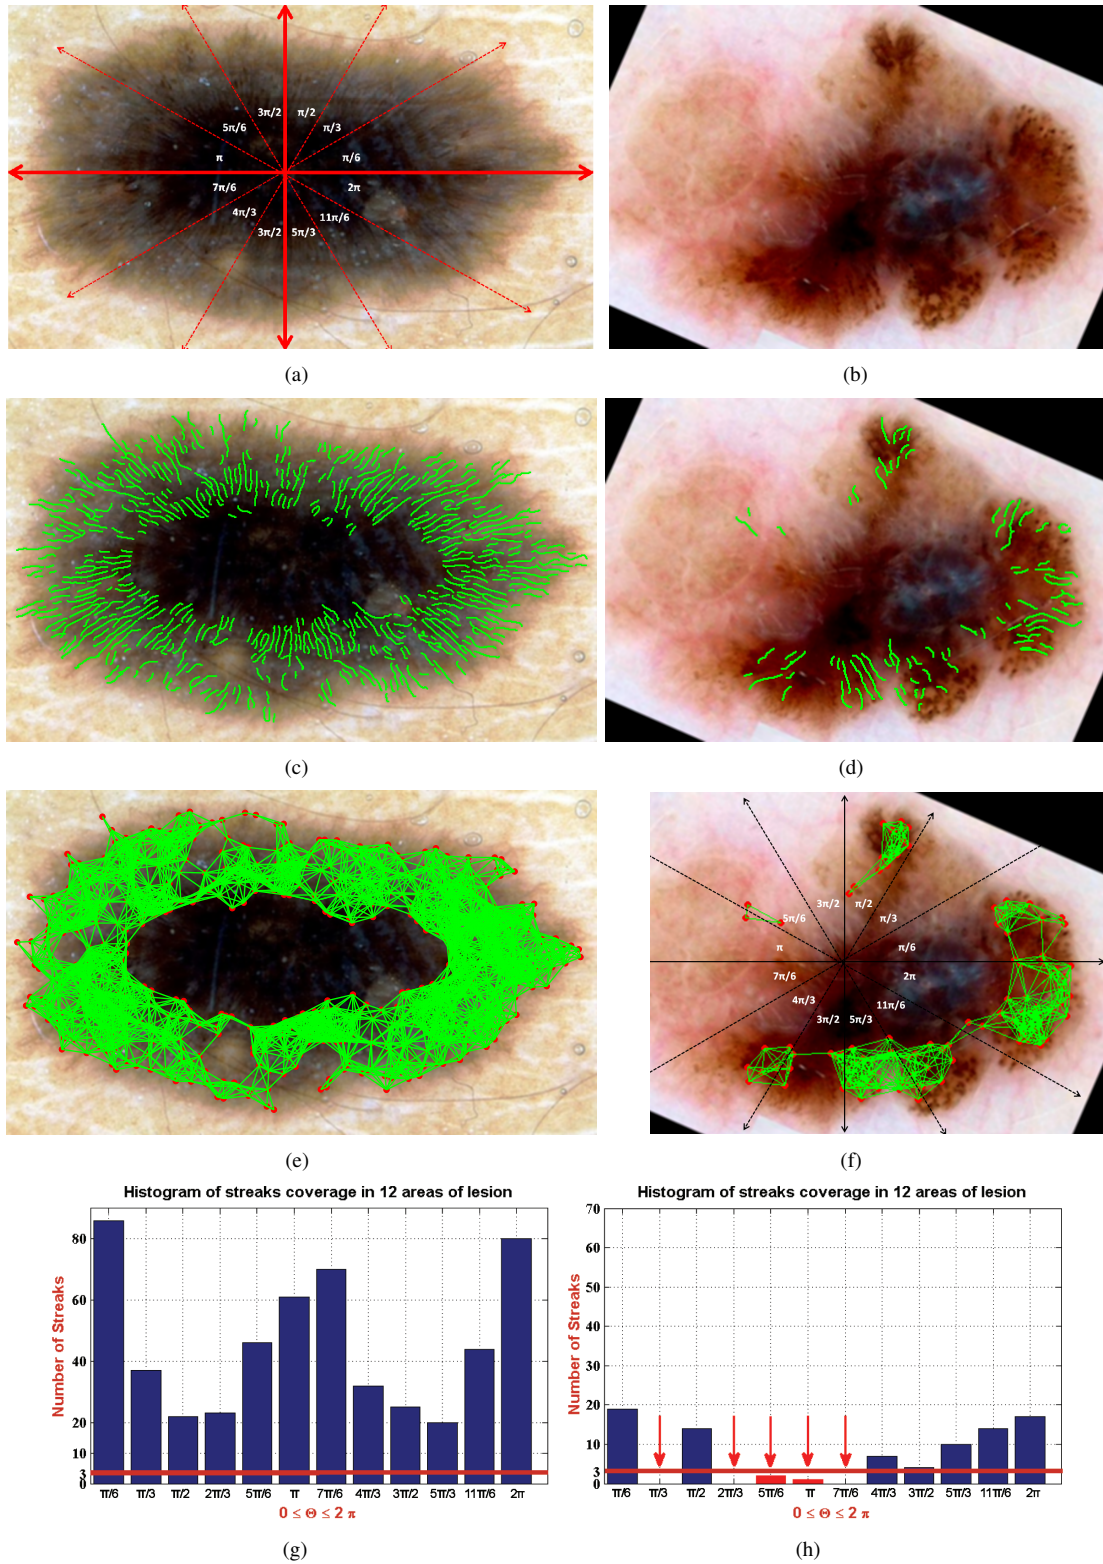 3π/2 π/2
5π/6 π/3
π π/6
7π/6 2π
4π/3 11π/6
3π/2 5π/3
(a) (b)
(c) (d)
3π/2 π/2
5π/6 π/3
π π/6
7π/6 2π
4π/3 11π/6
3π/2 5π/3
(e) (f)
Histogram of streaks coverage in 12 areas of lesion
Number of Streaks
80
60
40
20
10
3
0
π/6 π/3 π/2 2π/3 5π/6 π 7π/6 4π/3 3π/2 5π/3 11π/6 2π
0 ≤ Θ ≤ 2 π
(g)
Histogram of streaks coverage in 12 areas of lesion
Number of Streaks
70
60
50
40
30
20
10
3
0
π/6 π/3 π/2 2π/3 5π/6 π 7π/6 4π/3 3π/2 5π/3 11π/6 2π
0 ≤ Θ ≤ 2 π
(h)